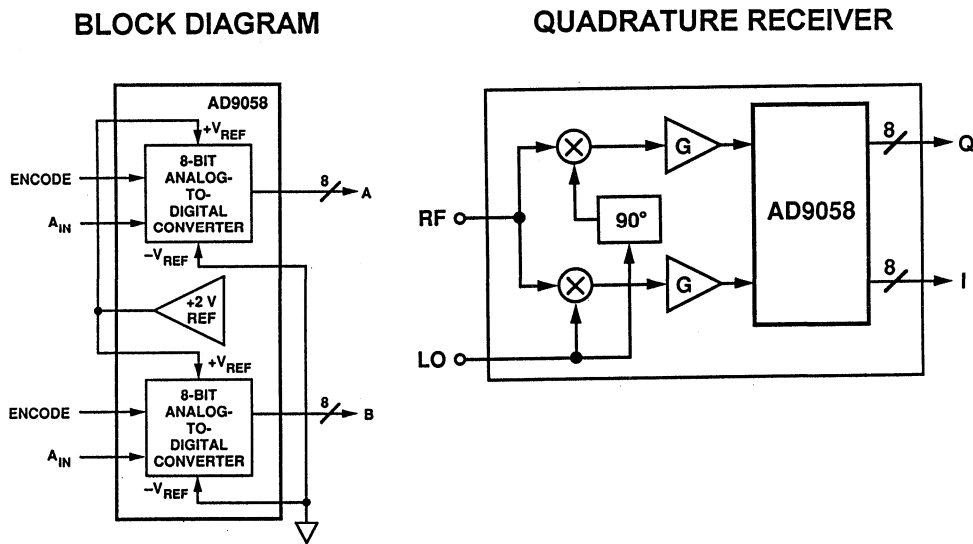 BLOCK DIAGRAM
AD9058
+VREF
8-BIT
ANALOG-
TO-
DIGITAL
CONVERTER
ENCODE
AIN
8
A
–VREF
+2 V
REF
+VREF
8-BIT
ANALOG-
TO-
DIGITAL
CONVERTER
ENCODE
AIN
8
B
–VREF
QUADRATURE RECEIVER
RF
LO
90°
G
G
AD9058
8
Q
8
I